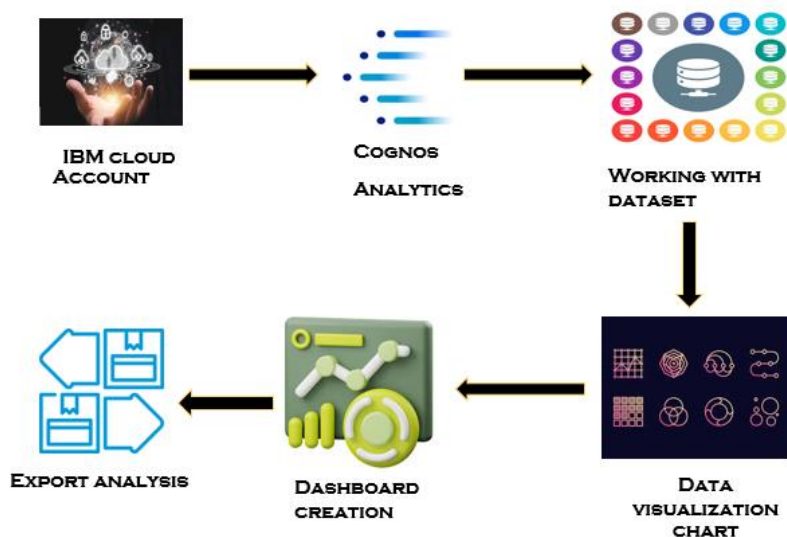 IBM CLOUD
ACCOUNT
COGNOS
ANALYTICS
WORKING WITH
DATASET
EXPORT ANALYSIS
DASHBOARD
CREATION
DATA
VISUALIZATION
CHART